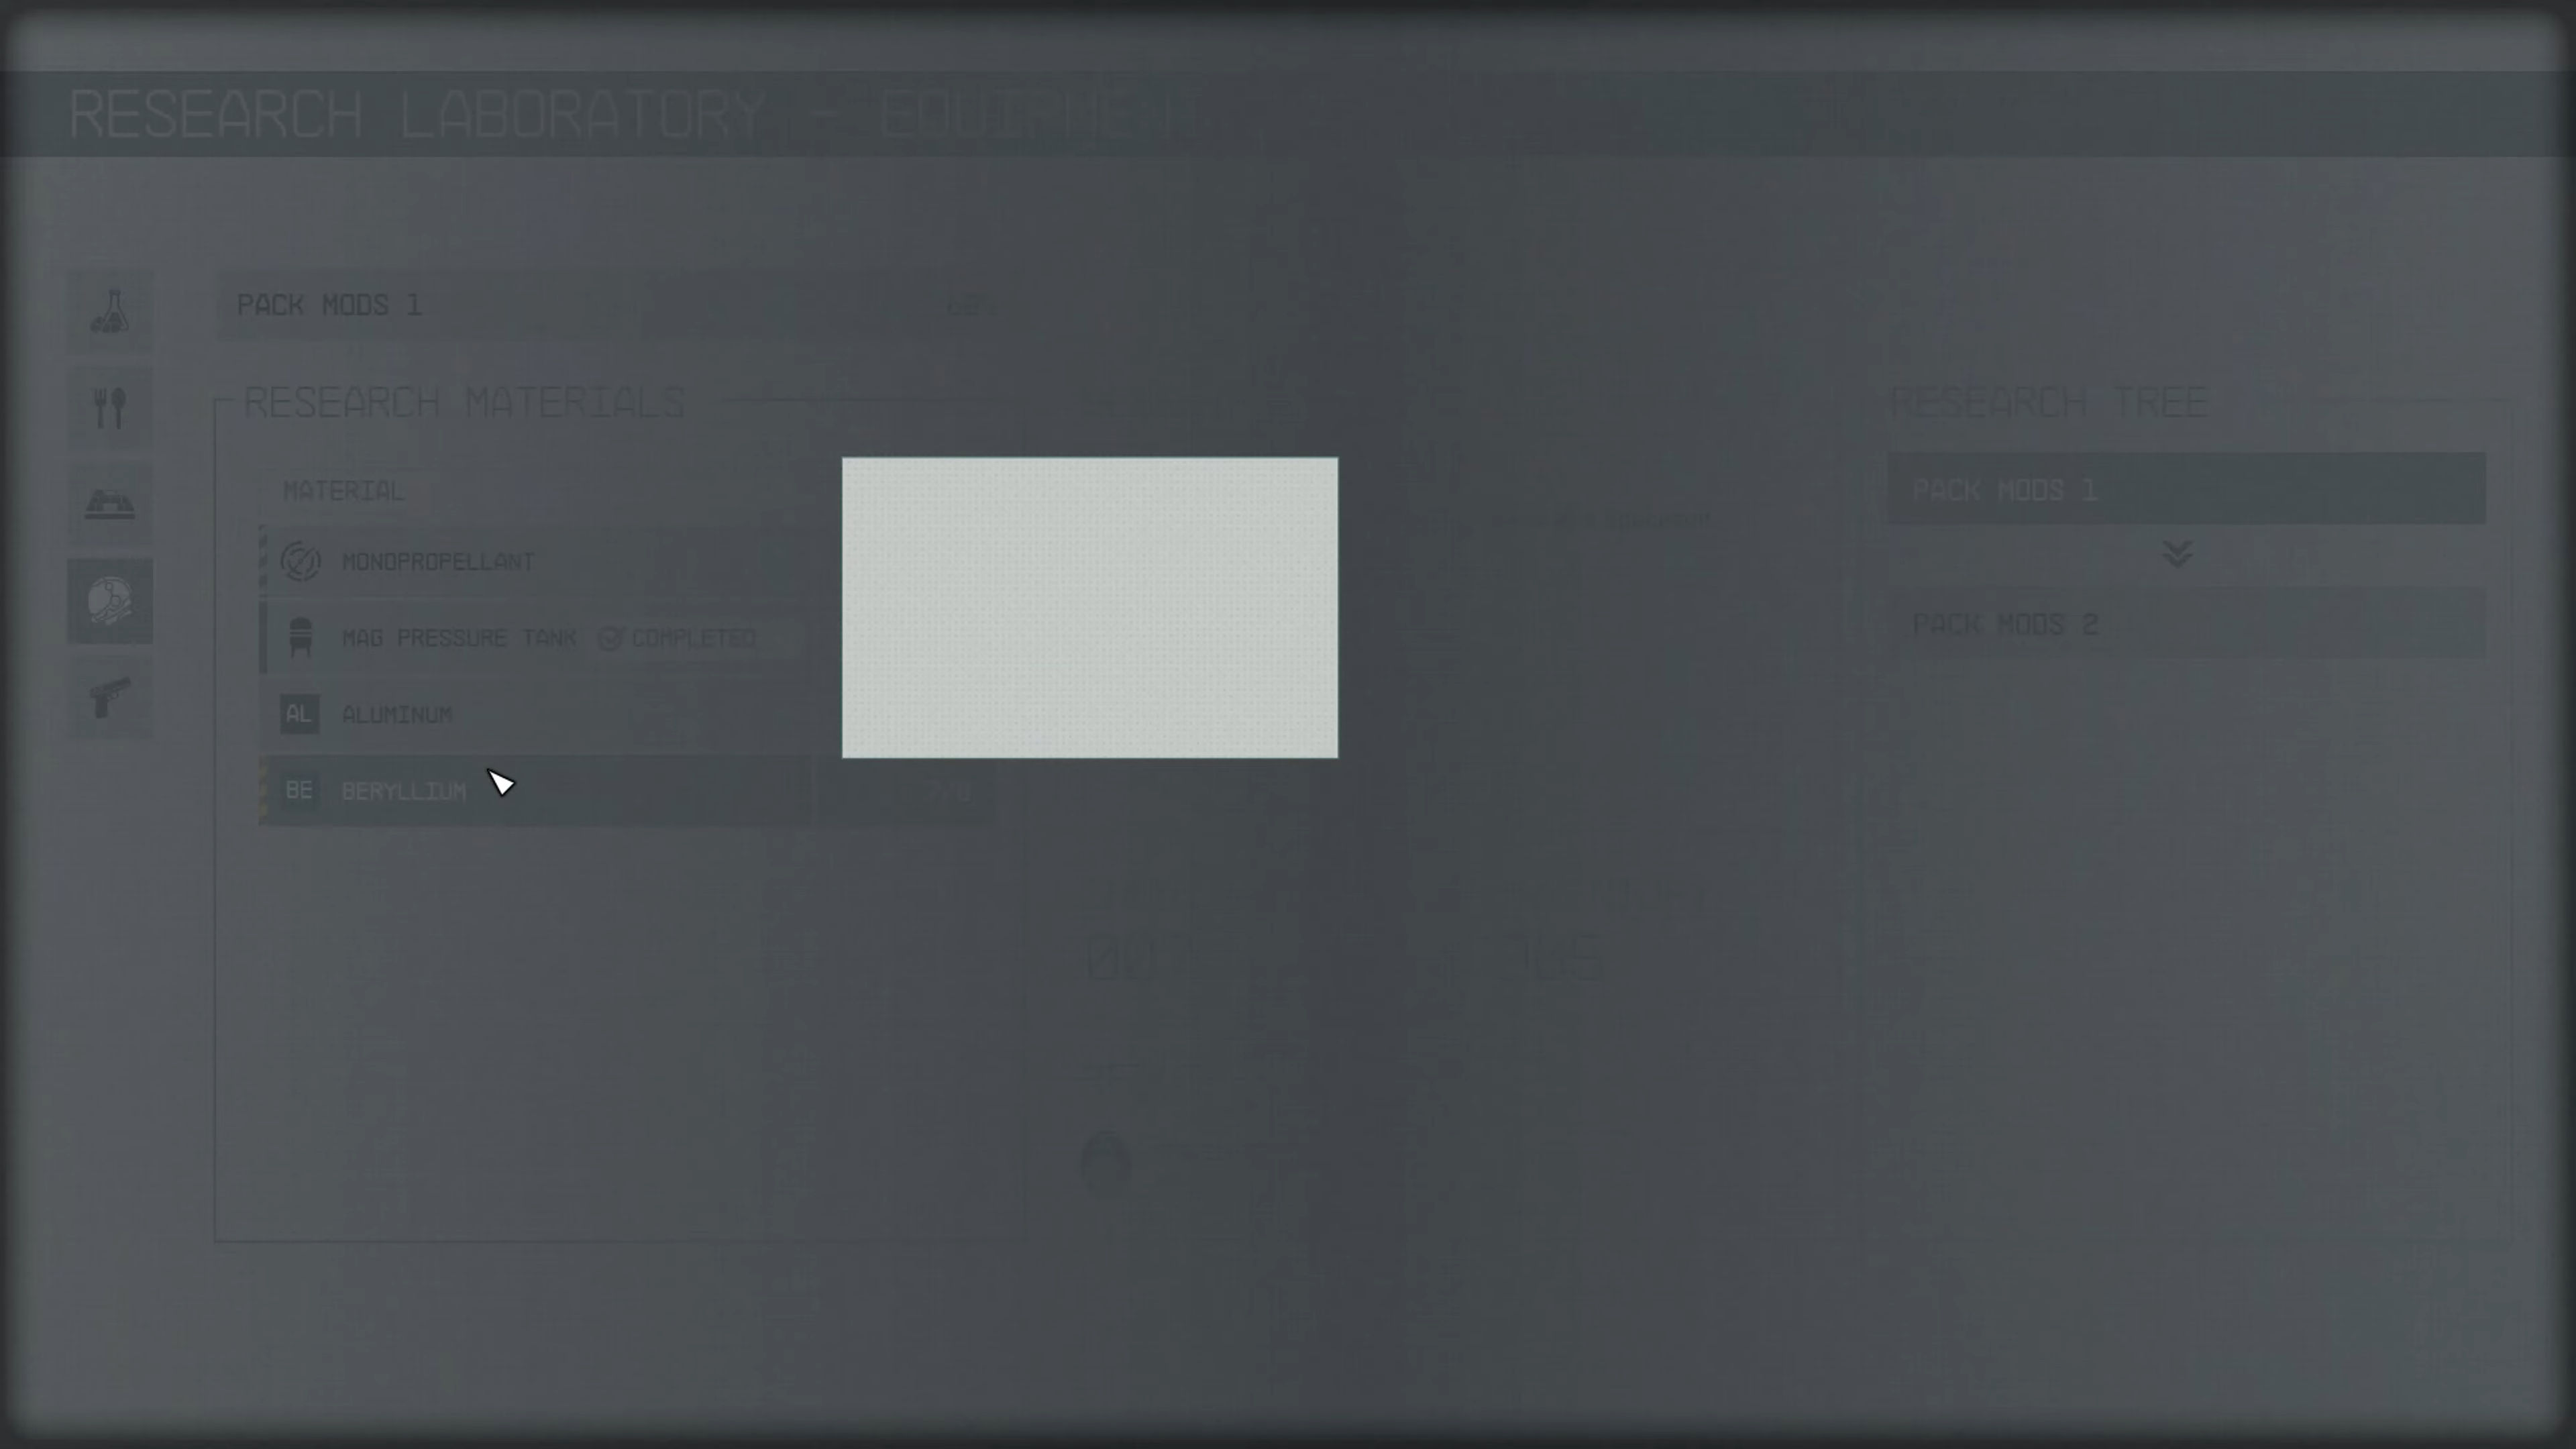 RESEARCH LABORATORY -
PACK MODS 1
RESEARCH MATERIALS
MATERIAL
MONOPROPELLANT
MAG PRESSURE TANK COMPLETED
AL ALUMINUM
BE BERYLLIUM
RESEARCH TREE
PACK MODS 1
PACK MODS 2